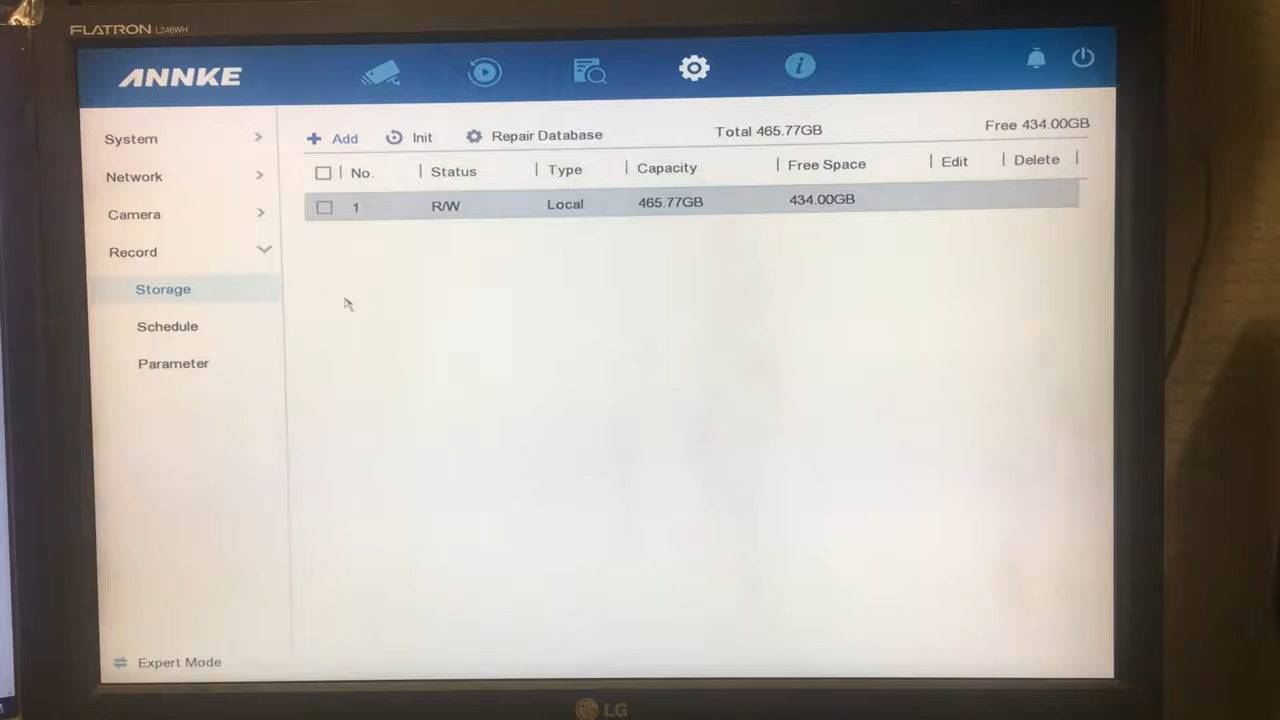 FLATRON L246WH
ANNKE
System
Network
Camera
Record
Storage
Schedule
Parameter
Expert Mode
Add Init Repair Database Total 465.77GB Free 434.00GB
No. Status Type Capacity Free Space Edit Delete
1 R/W Local 465.77GB 434.00GB
LG